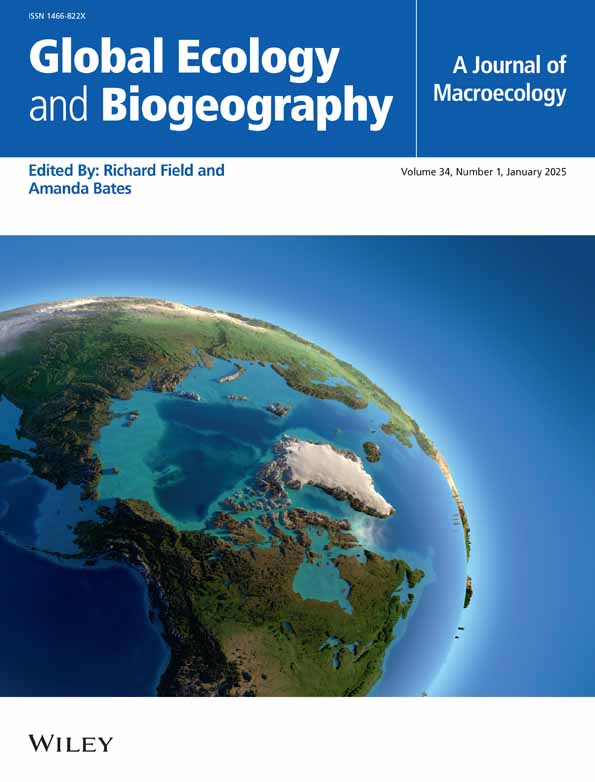 ISSN 1466-822X
Global Ecology
and Biogeography
A Journal of
Macroecology
Edited By: Richard Field and
Amanda Bates
Volume 34, Number 1, January 2025
WILEY